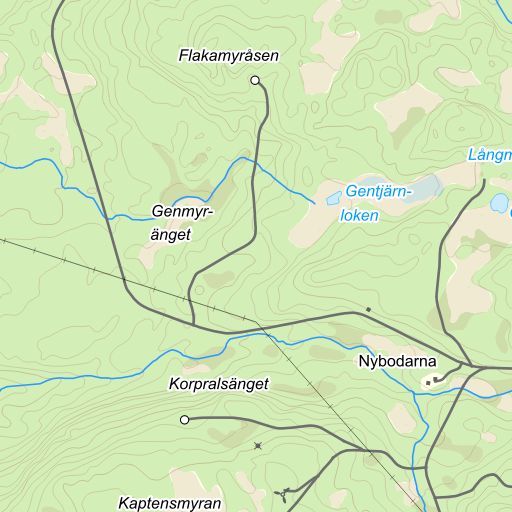 Flakamyråsen
Långm
Gentjärn-
loken
Genmyr-
änget
Nybodarna
Korpralsänget
Kaptensmyran